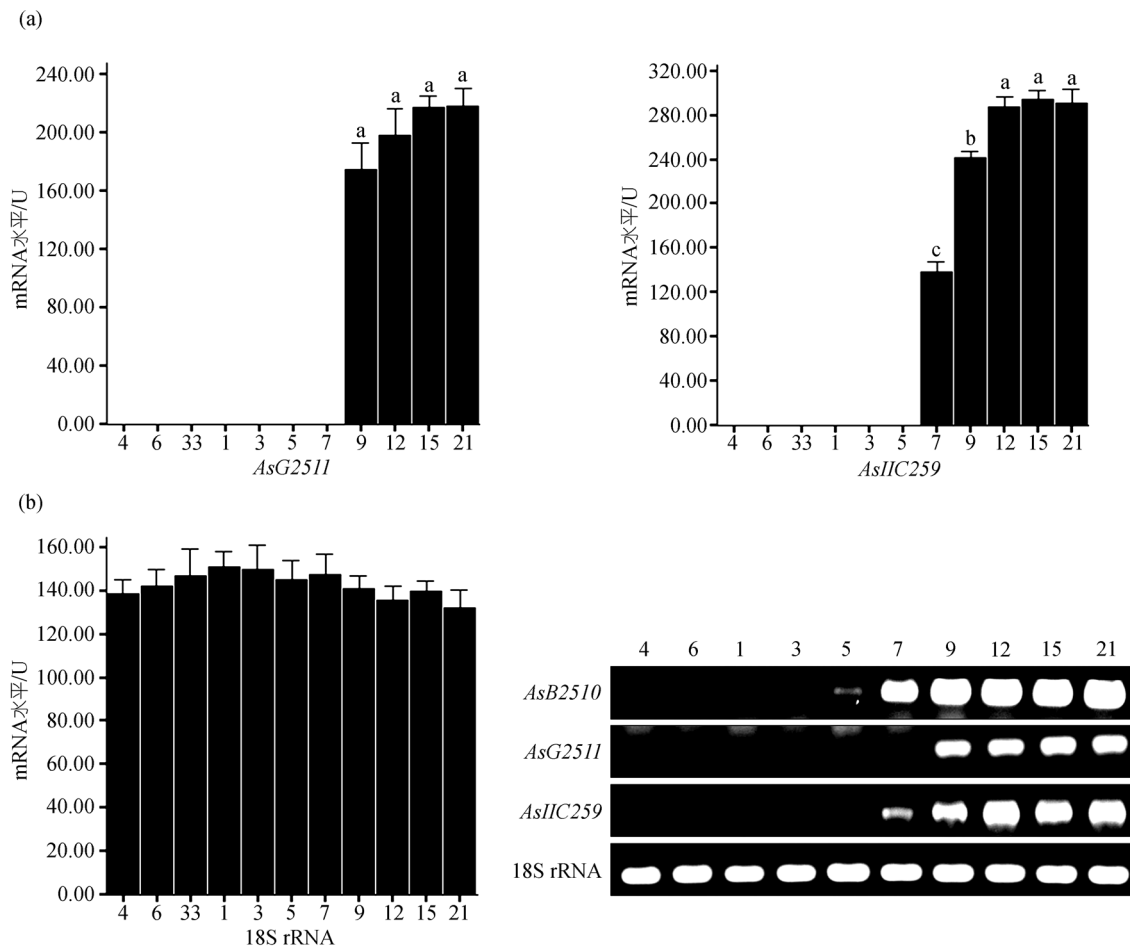 (a)
240.00
200.00
160.00
120.00
80.00
40.00
0.00
mRNA水平/U
a a a a
4 6 33 1 3 5 7 9 12 15 21
AsG2511
320.00
280.00
240.00
200.00
160.00
120.00
80.00
40.00
0.00
mRNA水平/U
c b a a a
4 6 33 1 3 5 7 9 12 15 21
AsIIC259
(b)
160.00
140.00
120.00
100.00
80.00
60.00
40.00
20.00
0.00
mRNA水平/U
4 6 33 1 3 5 7 9 12 15 21
18S rRNA
4 6 1 3 5 7 9 12 15 21
AsB2510
AsG2511
AsIIC259
18S rRNA